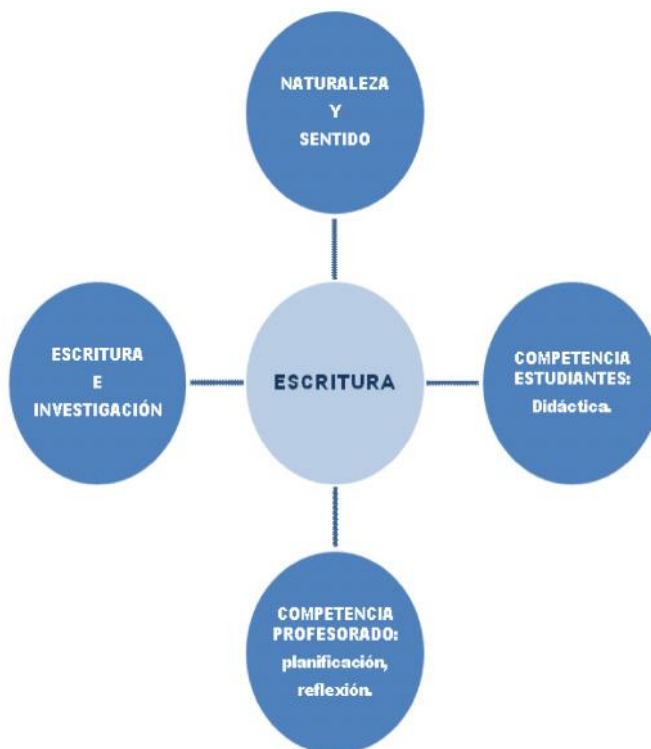 NATURALEZA
Y
SENTIDO
ESCRITURA
E
INVESTIGACIÓN
ESCRITURA
COMPETENCIA
ESTUDIANTES:
Didáctica.
COMPETENCIA
PROFESORADO:
planificación,
reflexión.